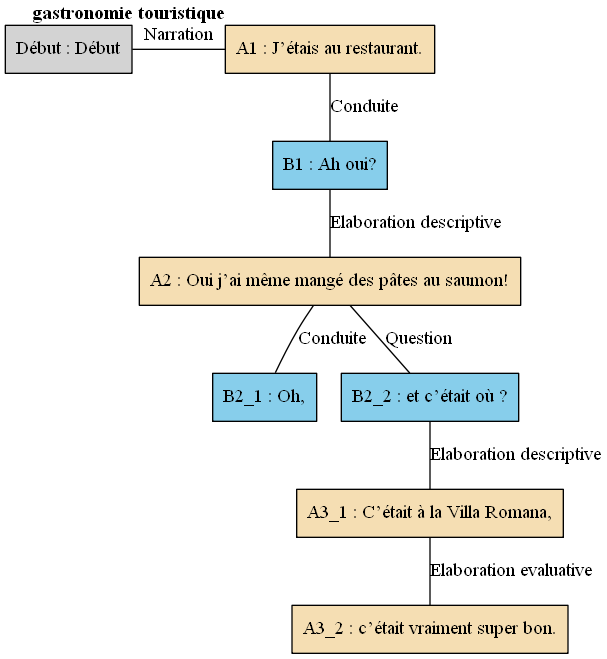 gastronomie touristique
Début : Début
Narration
A1 : J’étais au restaurant.
Conduite
B1 : Ah oui?
Elaboration descriptive
A2 : Oui j’ai même mangé des pâtes au saumon!
Conduite
Question
B2_1 : Oh,
B2_2 : et c’était où ?
Elaboration descriptive
A3_1 : C’était à la Villa Romana,
Elaboration evaluative
A3_2 : c’était vraiment super bon.